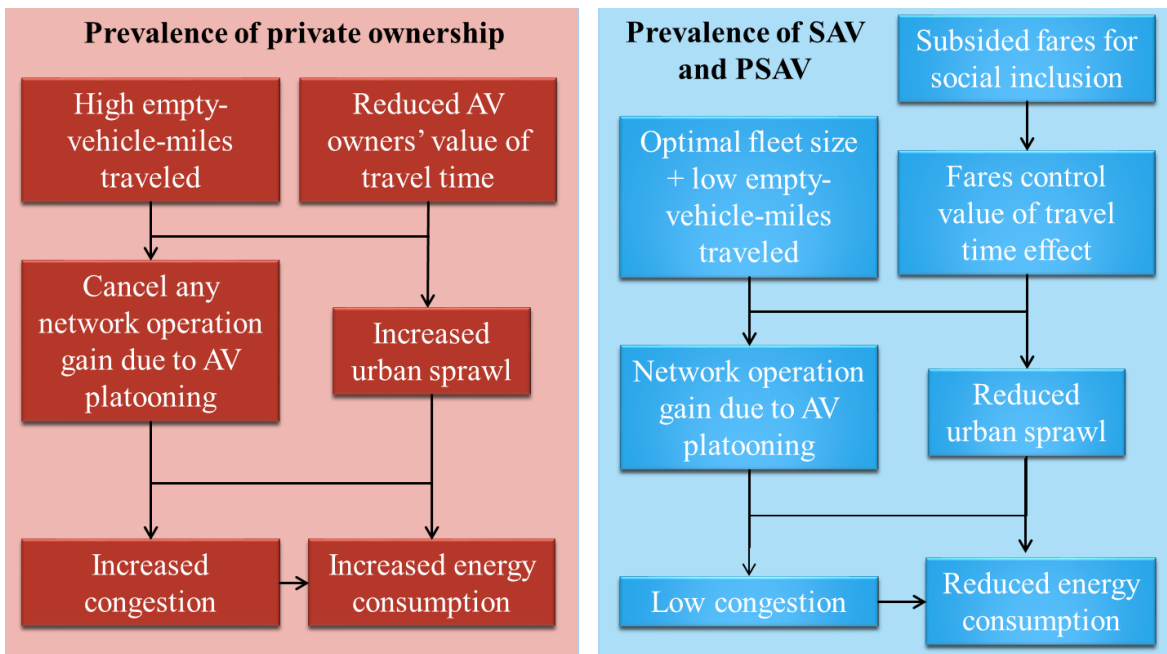 Prevalence of private ownership
High empty-
vehicle-miles
traveled
Reduced AV
owners' value of
travel time
Cancel any
network operation
gain due to AV
platooning
Increased
urban sprawl
Increased
congestion
Increased energy
consumption
Prevalence of SAV
and PSAV
Subsided fares for
social inclusion
Optimal fleet size
+ low empty-
vehicle-miles
traveled
Fares control
value of travel
time effect
Network operation
gain due to AV
platooning
Reduced
urban sprawl
Low congestion
Reduced energy
consumption